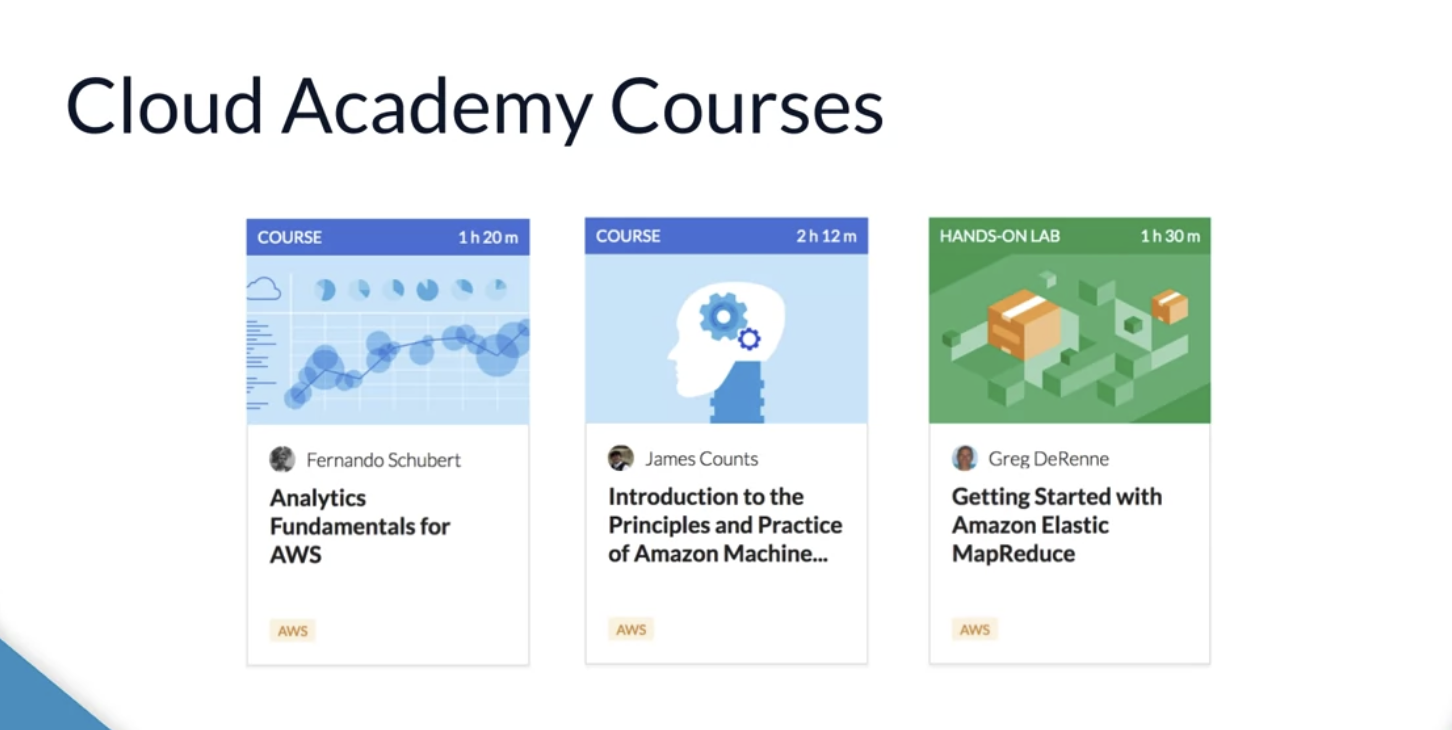 Cloud Academy Courses
COURSE 1 h 20 m
Fernando Schubert
Analytics
Fundamentals for
AWS
AWS
COURSE 2 h 12 m
James Counts
Introduction to the
Principles and Practice
of Amazon Machine...
AWS
HANDS-ON LAB 1 h 30 m
Greg DeRenne
Getting Started with
Amazon Elastic
MapReduce
AWS